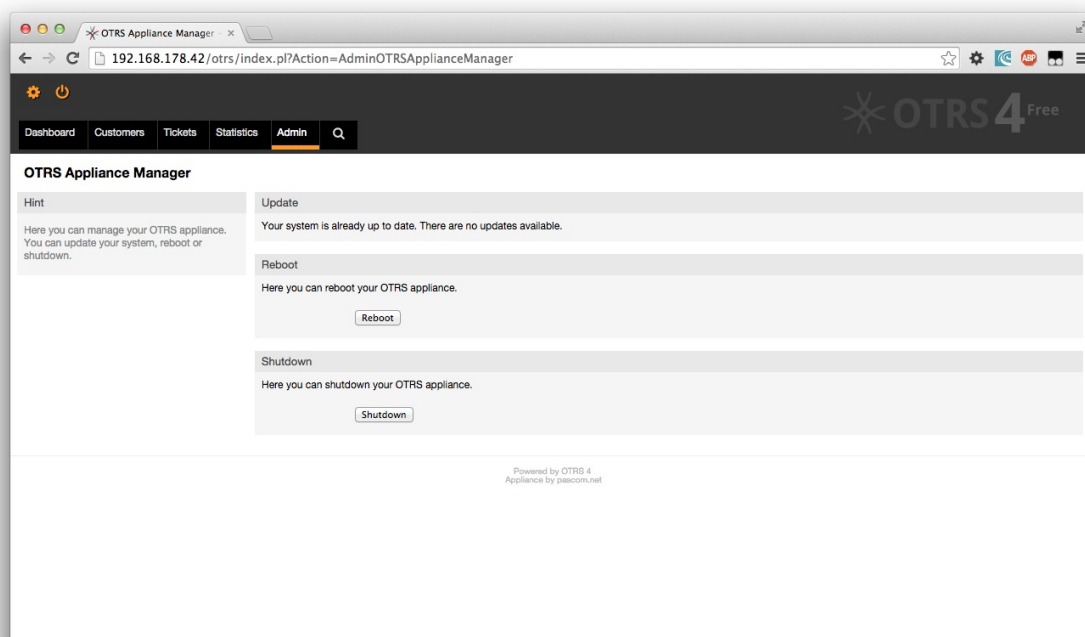 OTRS Appliance Manager -
192.168.178.42/otrs/index.pl?Action=AdminOTRSApplianceManager
ABP
OTRS 4 Free
Dashboard Customers Tickets Statistics Admin
OTRS Appliance Manager
Hint
Here you can manage your OTRS appliance.
You can update your system, reboot or
shutdown.
Update
Your system is already up to date. There are no updates available.
Reboot
Here you can reboot your OTRS appliance.
Reboot
Shutdown
Here you can shutdown your OTRS appliance.
Shutdown
Powered by OTRS 4
Appliance by pascom.net